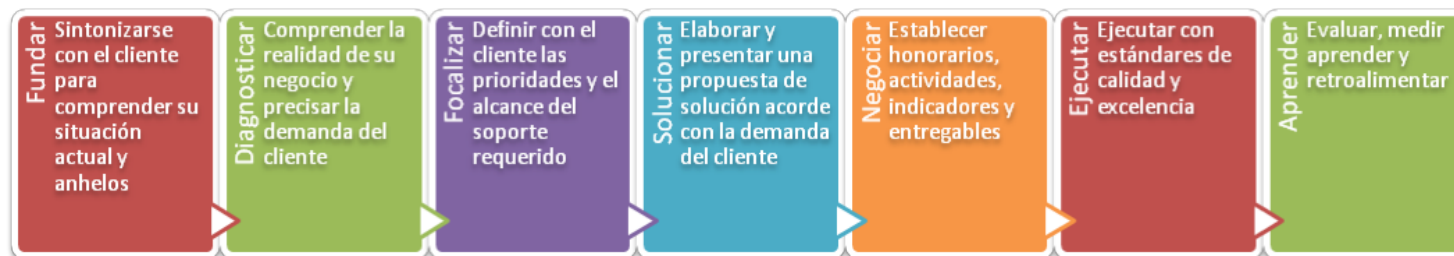 Fundar
Sintonizarse
con el cliente
para
comprender su
situación
actual y
anhelos
Diagnosticar
Comprender la
realidad de su
negocio y
precisar la
demanda del
cliente
Focalizar
Definir con el
cliente las
prioridades y el
alcance del
soporte
requerido
Solucionar
Elaborar y
presentar una
propuesta de
solución acorde
con la demanda
del cliente
Negociar
Establecer
honorarios,
actividades,
indicadores y
entregables
Ejecutar
Ejecutar con
estándares de
calidad y
excelencia
Aprender
Evaluar, medir
aprender y
retroalimentar